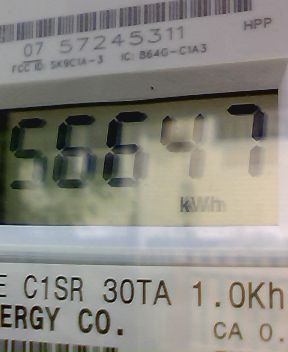 07 57245311
HPP
FCC ID: SK9C1A-3 IC: B64G-C1A3
56647
kWh
C1SR 30TA 1.0Kh
ERGY CO.
CA 0.